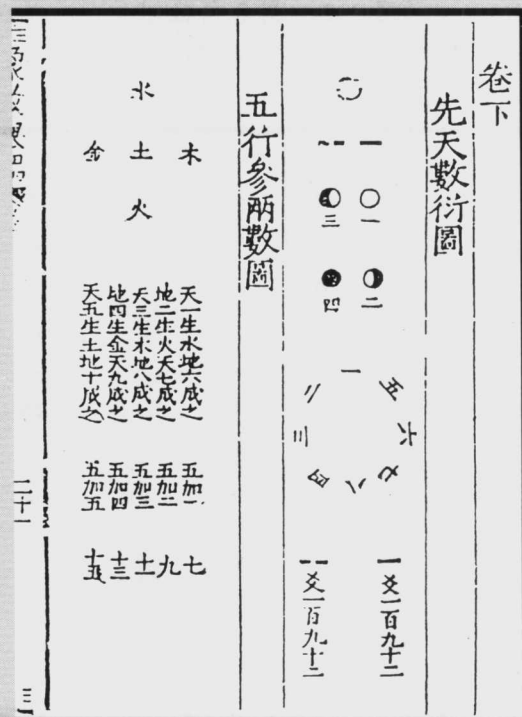 卷下
先天數衍圖
一
二
三
四
一
五
六
七
八
四
三
二
爻一百九十二
爻一百九十二
五行參兩數圖
水
木
土
金
火
天一生水地六成之 五加一 七
地二生火天七成之 五加二 九
天三生木地八成之 五加三 十一
地四生金天九成之 五加四 十三
天五生土地十成之 五加五 十五
二十一
三